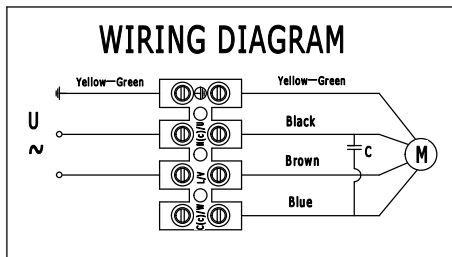 WIRING DIAGRAM
Yellow-Green
Yellow-Green
U
~
N(c)/U
L/V
C(c)/W
Black
Brown
Blue
C
M